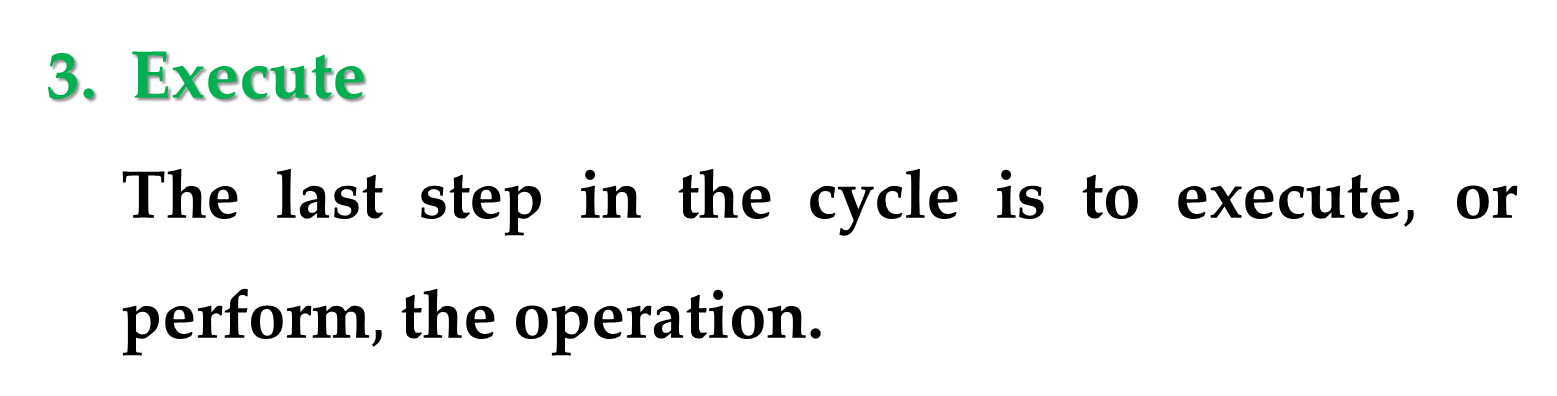 3. Execute
The last step in the cycle is to execute, or
perform, the operation.